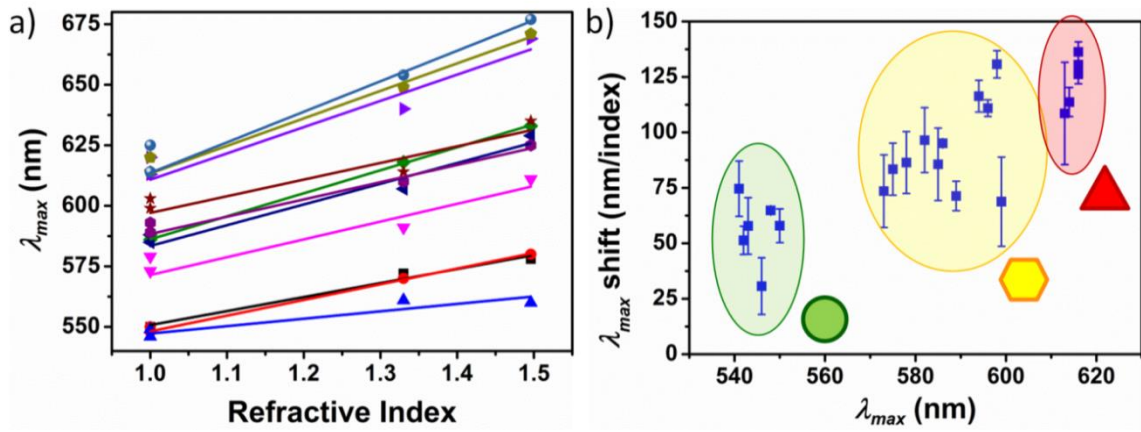 a)
λmax (nm)
675
650
625
600
575
550
1.0 1.1 1.2 1.3 1.4 1.5
Refractive Index
b)
λmax shift (nm/index)
150
125
100
75
50
25
0
540 560 580 600 620
λmax (nm)